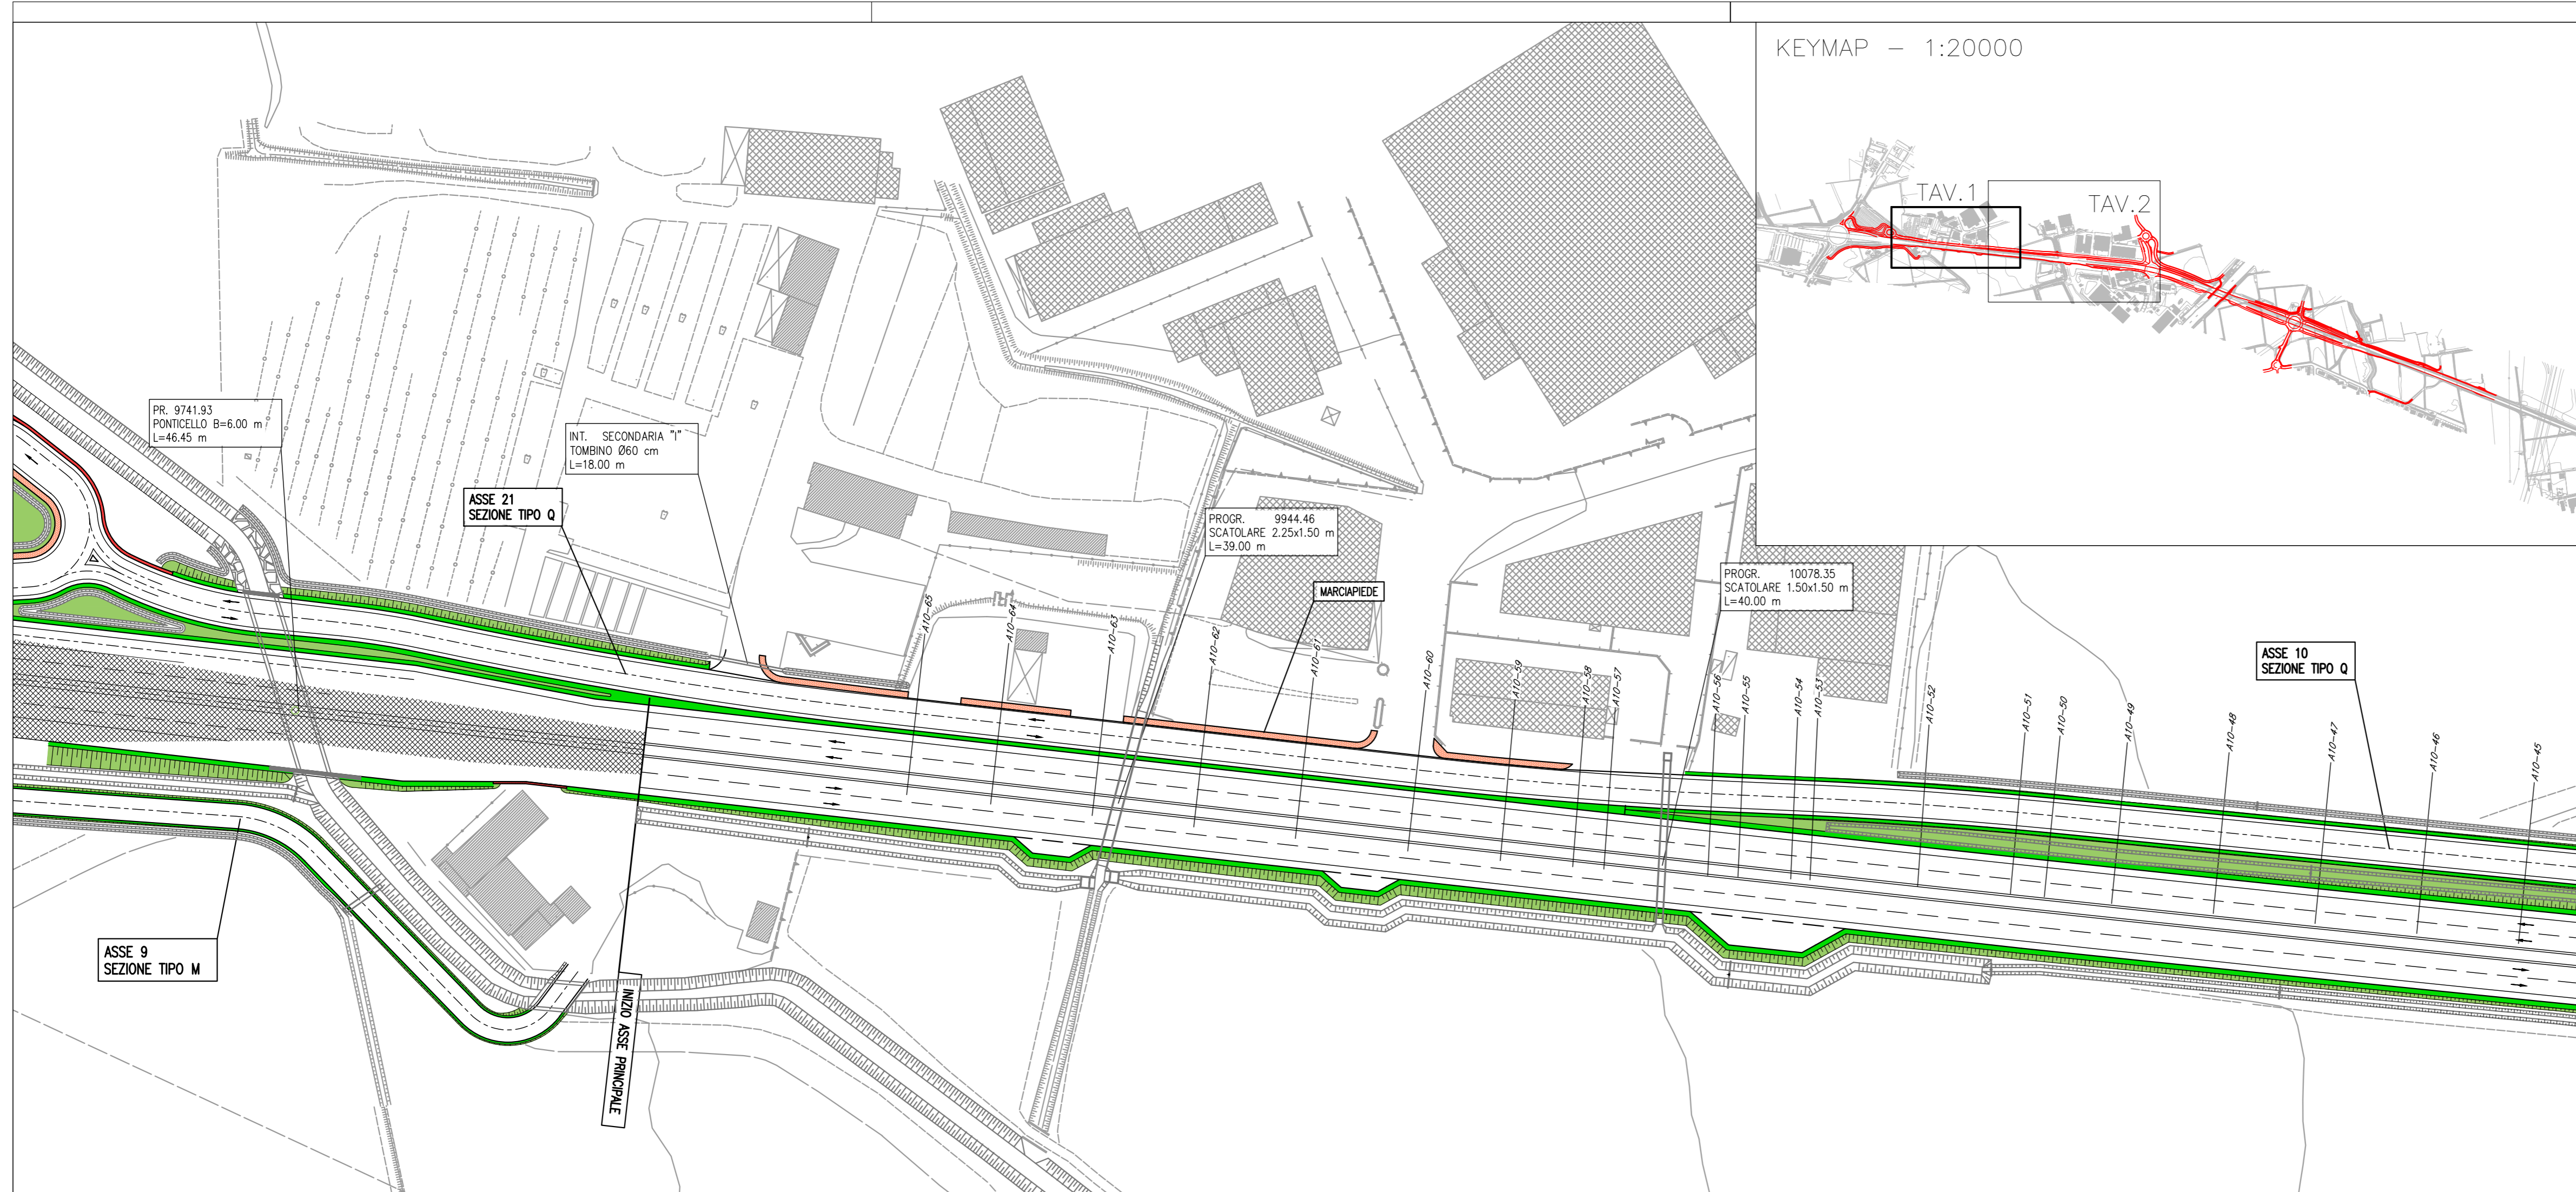 KEYMAP – 1:20000
TAV.1
TAV.2
PR. 9741.93
PONTICELLO B=6.00 m
L=46.45 m
INT. SECONDARIA "I"
TOMBINO Ø60 cm
L=18.00 m
ASSE 21
SEZIONE TIPO Q
PROGR. 9944.46
SCATOLARE 2.25x1.50 m
L=39.00 m
MARCIAPIEDE
PROGR. 10078.35
SCATOLARE 1.50x1.50 m
L=40.00 m
ASSE 10
SEZIONE TIPO Q
A10-65
A10-64
A10-63
A10-62
A10-61
A10-60
A10-59
A10-58
A10-57
A10-56
A10-55
A10-54
A10-53
A10-52
A10-51
A10-50
A10-49
A10-48
A10-47
A10-46
A10-45
ASSE 9
SEZIONE TIPO M
INIZIO ASSE PRINCIPALE